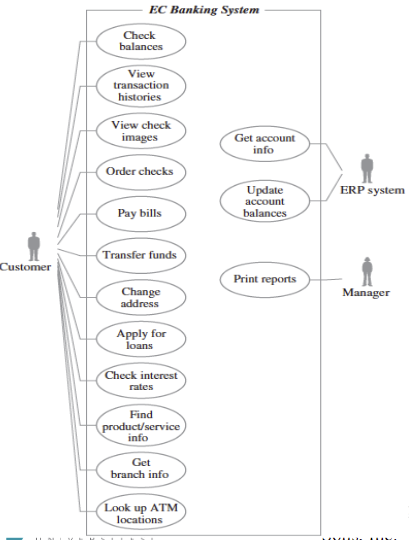 EC Banking System
Check
balances
View
transaction
histories
View check
images
Order checks
Pay bills
Transfer funds
Change
address
Apply for
loans
Check interest
rates
Find
product/service
info
Get
branch info
Look up ATM
locations
Customer
Get account
info
Update
account
balances
Print reports
ERP system
Manager